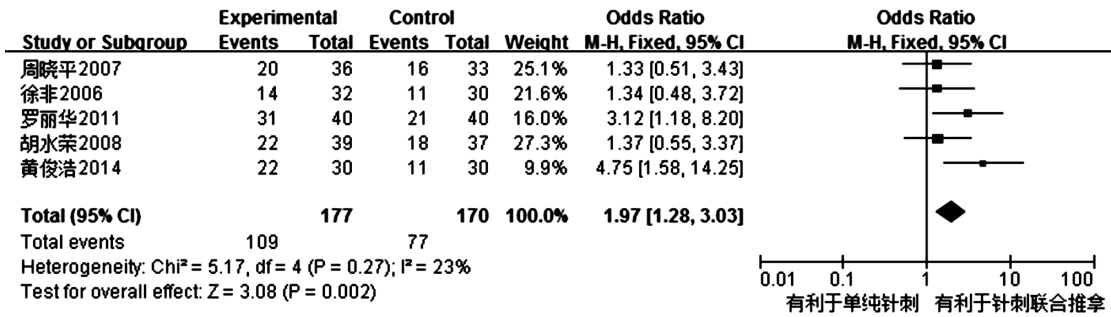 Experimental Control Odds Ratio Odds Ratio
Study or Subgroup Events Total Events Total Weight M-H, Fixed, 95% CI M-H, Fixed, 95% CI
周晓平2007 20 36 16 33 25.1% 1.33 [0.51, 3.43]
徐非2006 14 32 11 30 21.6% 1.34 [0.48, 3.72]
罗丽华2011 31 40 21 40 16.0% 3.12 [1.18, 8.20]
胡水荣2008 22 39 18 37 27.3% 1.37 [0.55, 3.37]
黄俊浩2014 22 30 11 30 9.9% 4.75 [1.58, 14.25]
Total (95% CI) 177 170 100.0% 1.97 [1.28, 3.03]
Total events 109 77
Heterogeneity: Chi² = 5.17, df = 4 (P = 0.27); I² = 23%
Test for overall effect: Z = 3.08 (P = 0.002)
0.01 0.1 1 10 100
有利于单纯针刺 有利于针刺联合推拿